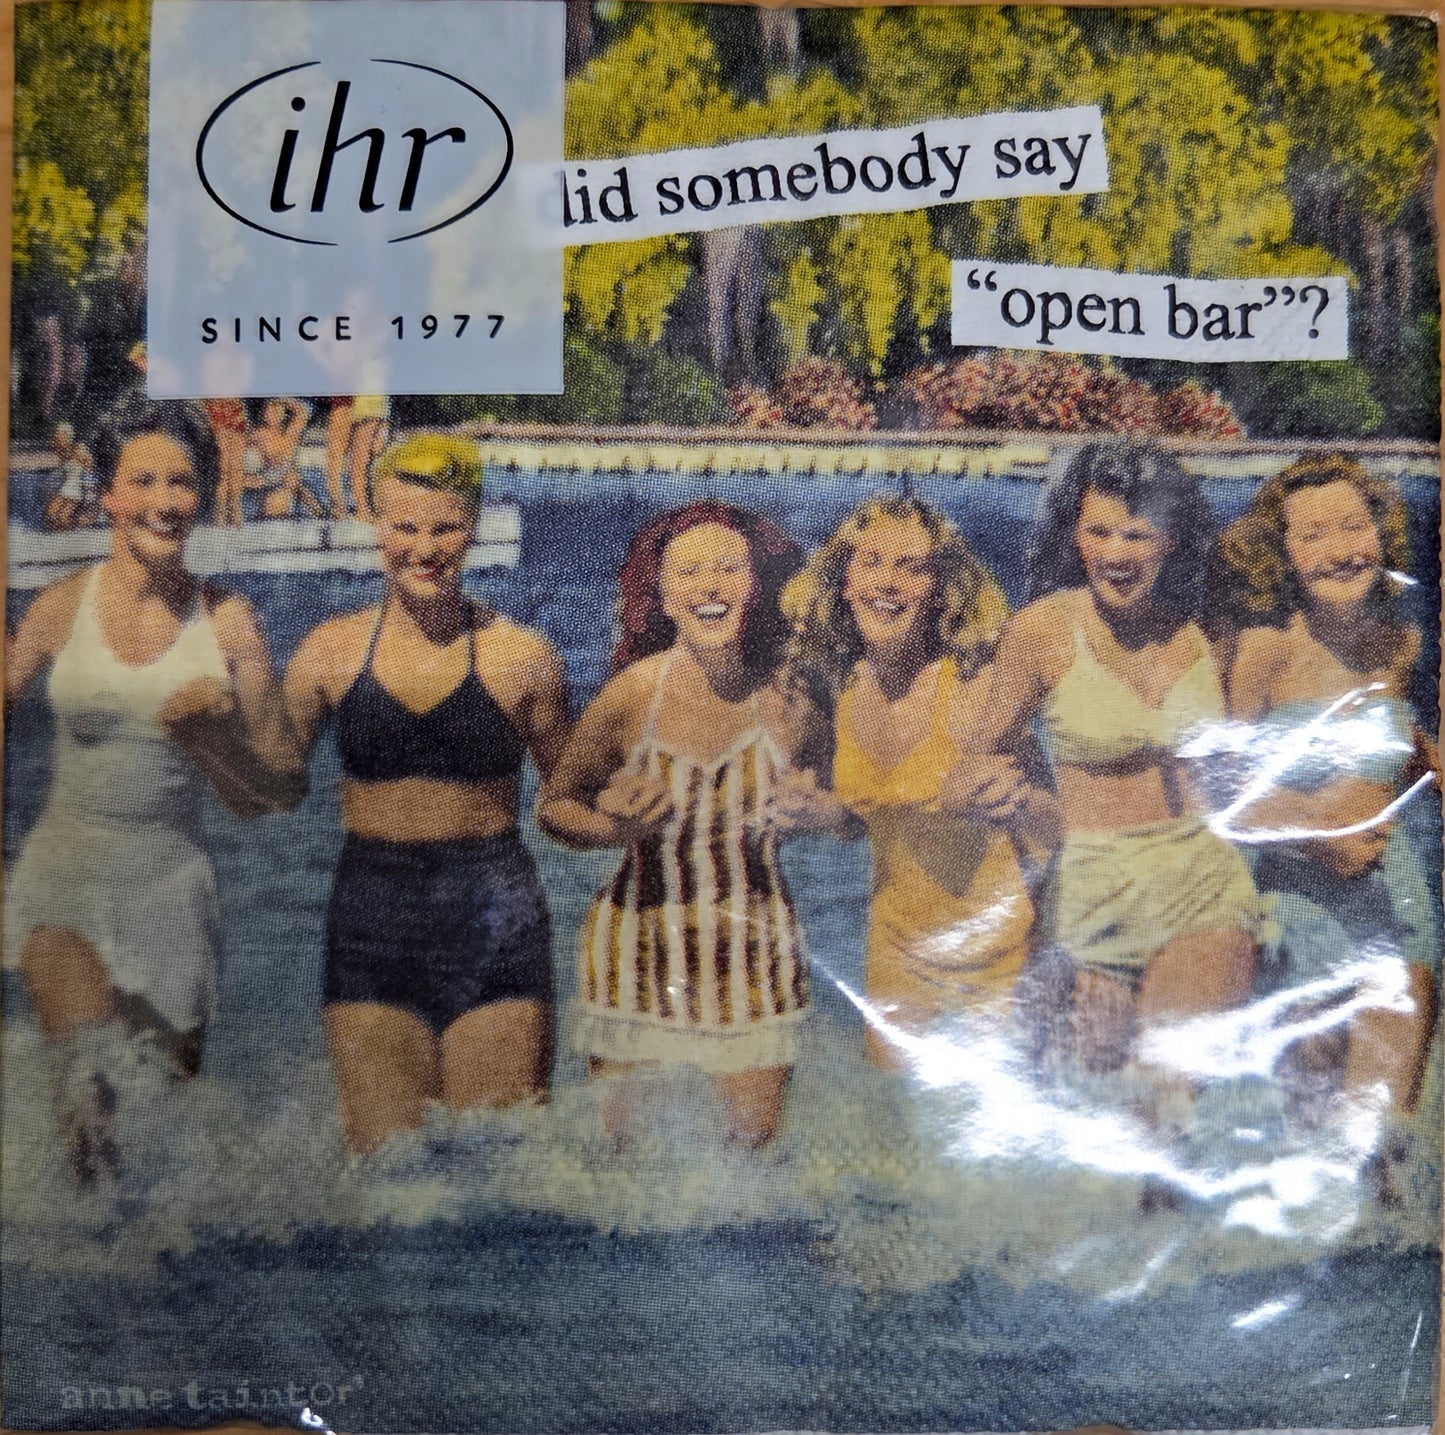 ihr
SINCE 1977
did somebody say
"open bar"?
anne taintor